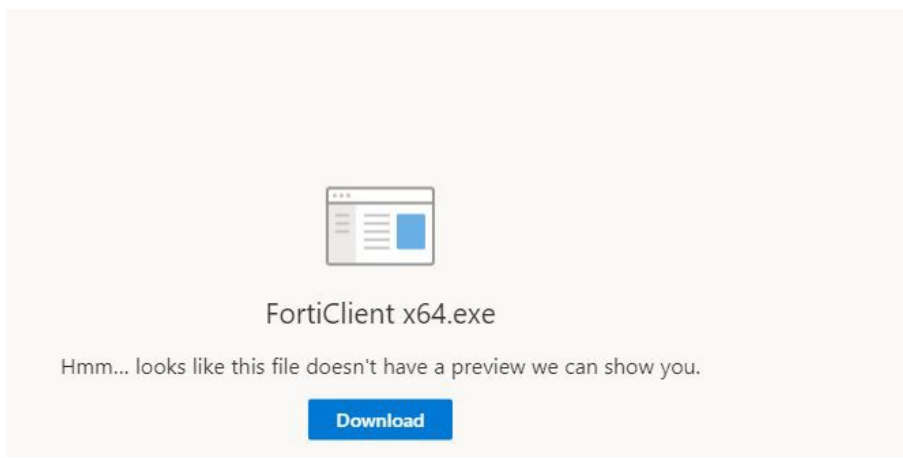 FortiClient x64.exe
Hmm... looks like this file doesn't have a preview we can show you.
Download